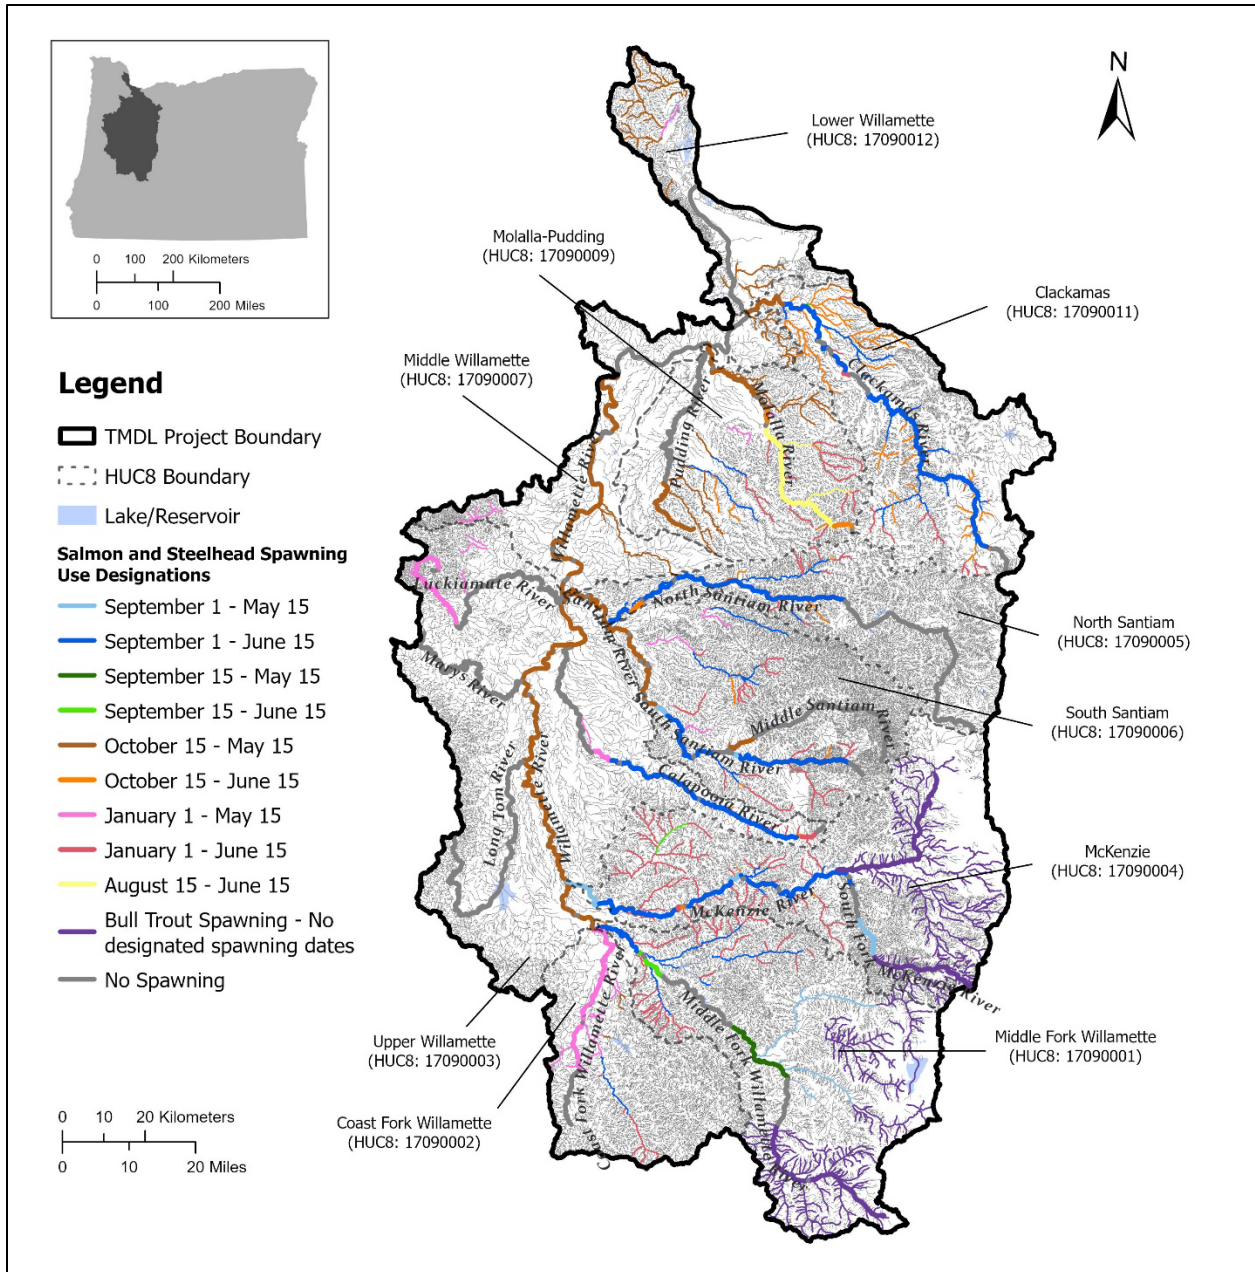 N
Lower Willamette
(HUC8: 17090012)
0 100 200 Kilometers
0 100 200 Miles
Molalla-Pudding
(HUC8: 17090009)
Clackamas
(HUC8: 17090011)
Middle Willamette
(HUC8: 17090007)
Legend
TMDL Project Boundary
HUC8 Boundary
Lake/Reservoir
Salmon and Steelhead Spawning
Use Designations
September 1 - May 15
September 1 - June 15
September 15 - May 15
September 15 - June 15
October 15 - May 15
October 15 - June 15
January 1 - May 15
January 1 - June 15
August 15 - June 15
Bull Trout Spawning - No
designated spawning dates
No Spawning
Clackamas River
Molalla River
Pudding River
Willamette River
Luckiamute River
Santiam River
North Santiam River
North Santiam
(HUC8: 17090005)
Marys River
South Santiam River
Middle Santiam River
South Santiam
(HUC8: 17090006)
Calapooia River
Long Tom River
Willamette River
McKenzie River
McKenzie
(HUC8: 17090004)
South Fork McKenzie River
Upper Willamette
(HUC8: 17090003)
Coast Fork Willamette River
Middle Fork Willamette River
Middle Fork Willamette
(HUC8: 17090001)
Coast Fork Willamette
(HUC8: 17090002)
0 10 20 Kilometers
0 10 20 Miles